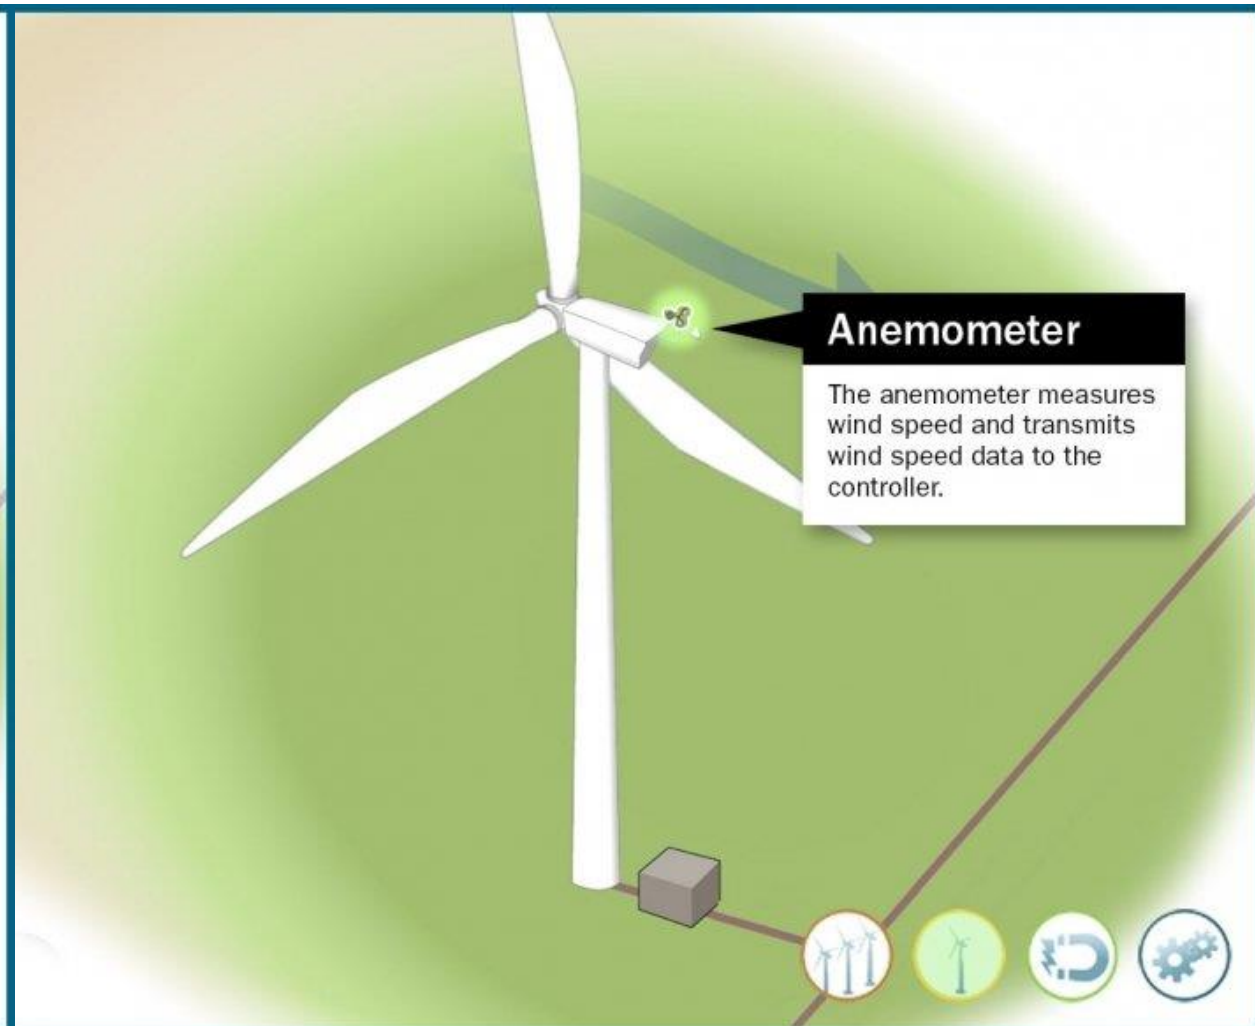 Anemometer
The anemometer measures
wind speed and transmits
wind speed data to the
controller.